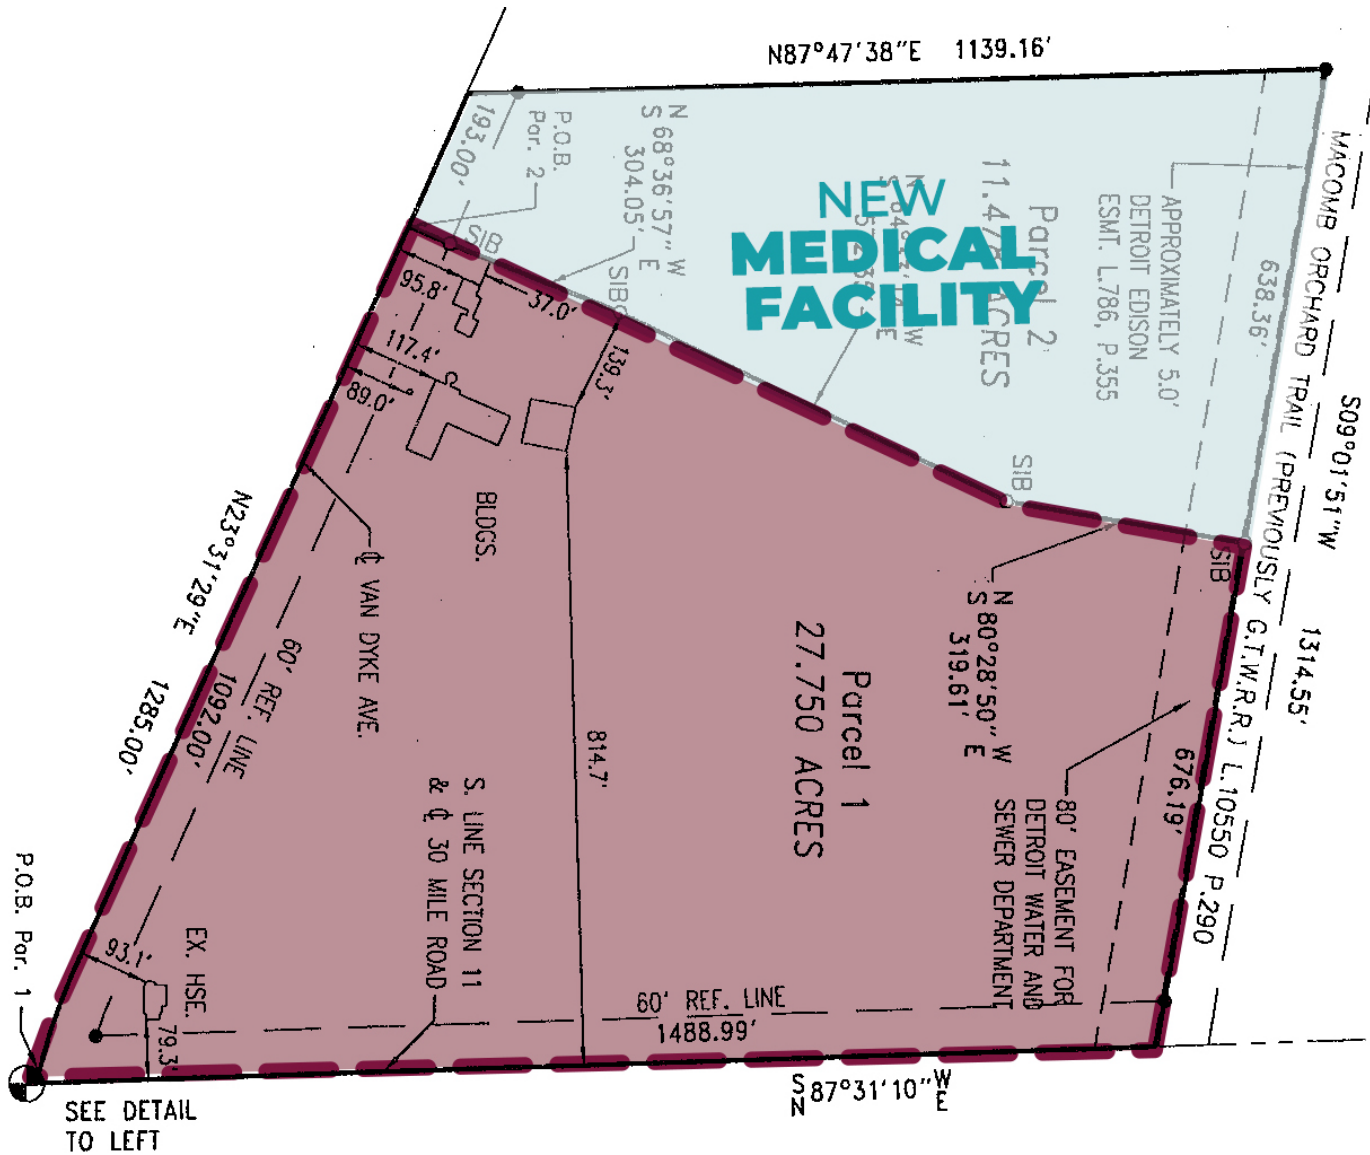 N87°47'38"E 1139.16'
193.00'
P.O.B.
Par. 2
N 68°36'57" W
S E
304.05'
NEW
MEDICAL
FACILITY
Parcel 2
ACRES
APPROXIMATELY 5.0'
DETROIT EDISON
ESMT. L.786, P.355
638.36'
MACOMB ORCHARD TRAIL (PREVIOUSLY G.T.W.R.R.) L.10550 P.290
S09°01'51"W 1314.55'
SIB
SIB
SIB
SIB
95.8'
37.0'
117.4'
89.0'
139.3'
BLDGS.
℄ VAN DYKE AVE.
N23°31'29"E 1285.00'
1092.00'
60' REF. LINE
814.7'
Parcel 1
27.750 ACRES
N 80°28'50" W
S E
319.61'
676.19'
80' EASEMENT FOR
DETROIT WATER AND
SEWER DEPARTMENT
S. LINE SECTION 11
& ℄ 30 MILE ROAD
EX. HSE.
93.1'
79.3'
60' REF. LINE
1488.99'
S 87°31'10" W
N E
P.O.B. Par. 1
SEE DETAIL
TO LEFT